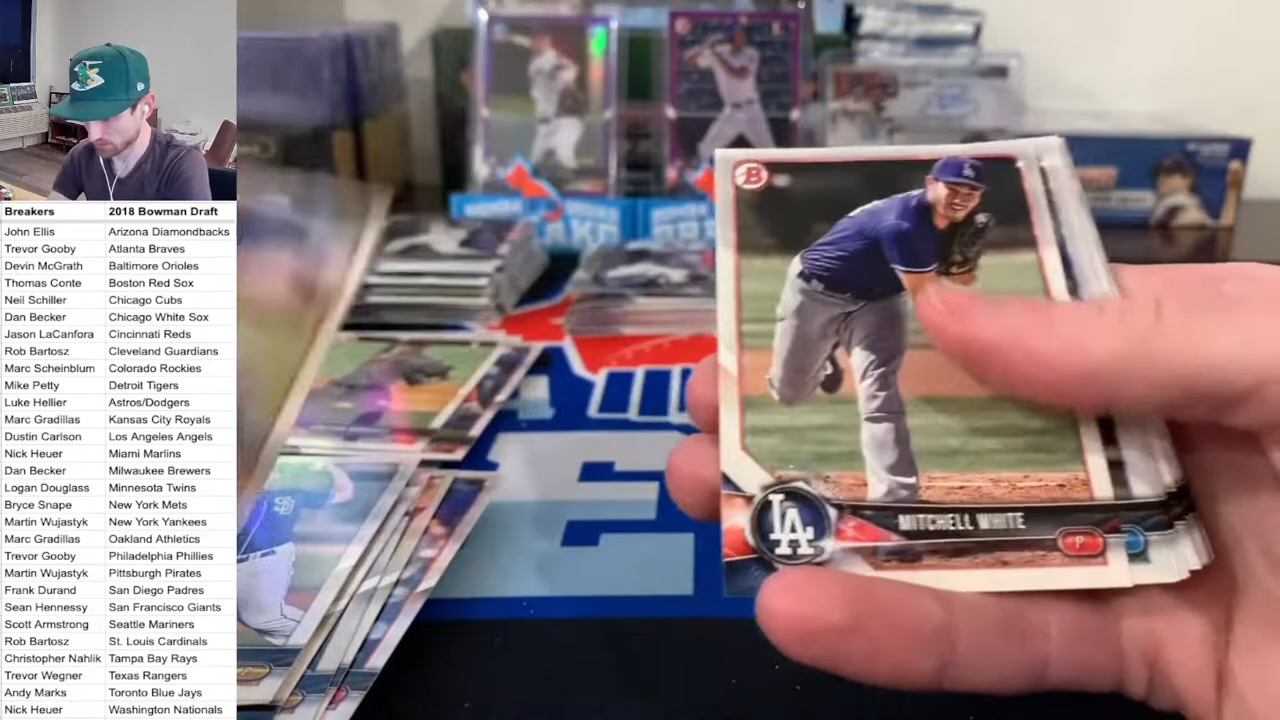 Breakers 2018 Bowman Draft
John Ellis Arizona Diamondbacks
Trevor Gooby Atlanta Braves
Devin McGrath Baltimore Orioles
Thomas Conte Boston Red Sox
Neil Schiller Chicago Cubs
Dan Becker Chicago White Sox
Jason LaCanfora Cincinnati Reds
Rob Bartosz Cleveland Guardians
Marc Scheinblum Colorado Rockies
Mike Petty Detroit Tigers
Luke Hellier Astros/Dodgers
Marc Gradillas Kansas City Royals
Dustin Carlson Los Angeles Angels
Nick Heuer Miami Marlins
Dan Becker Milwaukee Brewers
Logan Douglass Minnesota Twins
Bryce Snape New York Mets
Martin Wujastyk New York Yankees
Marc Gradillas Oakland Athletics
Trevor Gooby Philadelphia Phillies
Martin Wujastyk Pittsburgh Pirates
Frank Durand San Diego Padres
Sean Hennessy San Francisco Giants
Scott Armstrong Seattle Mariners
Rob Bartosz St. Louis Cardinals
Christopher Nahlik Tampa Bay Rays
Trevor Wegner Texas Rangers
Andy Marks Toronto Blue Jays
Nick Heuer Washington Nationals
B
LA
LA
MITCHELL WHITE
P